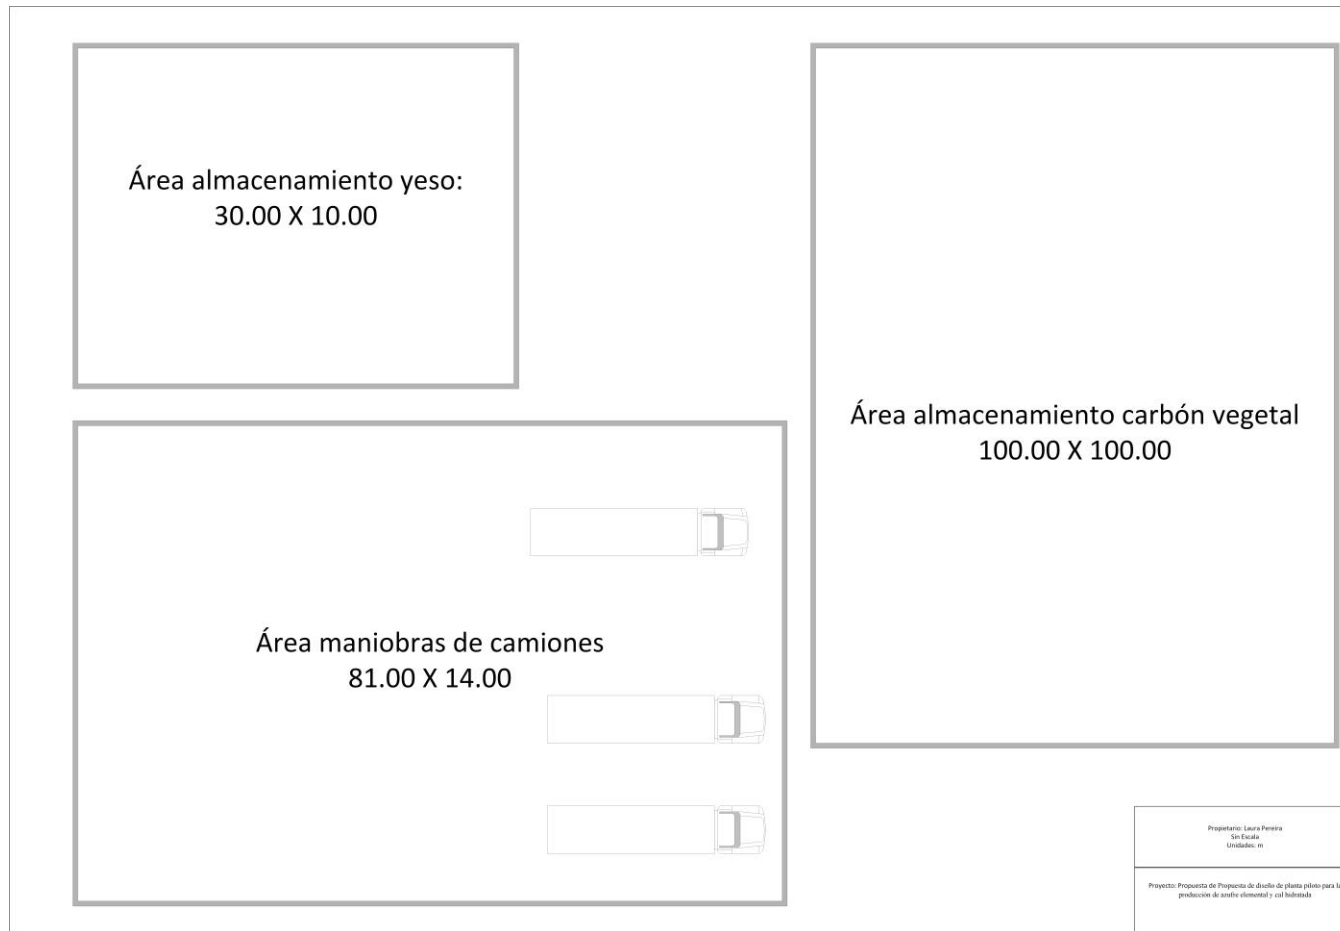 Área almacenamiento yeso:
30.00 X 10.00
Área almacenamiento carbón vegetal
100.00 X 100.00
Área maniobras de camiones
81.00 X 14.00
Propietario: Laura Pereira
Sin Escala
Unidades: m
Proyecto: Propuesta de Propuesta de diseño de planta piloto para la
producción de azufre elemental y cal hidratada